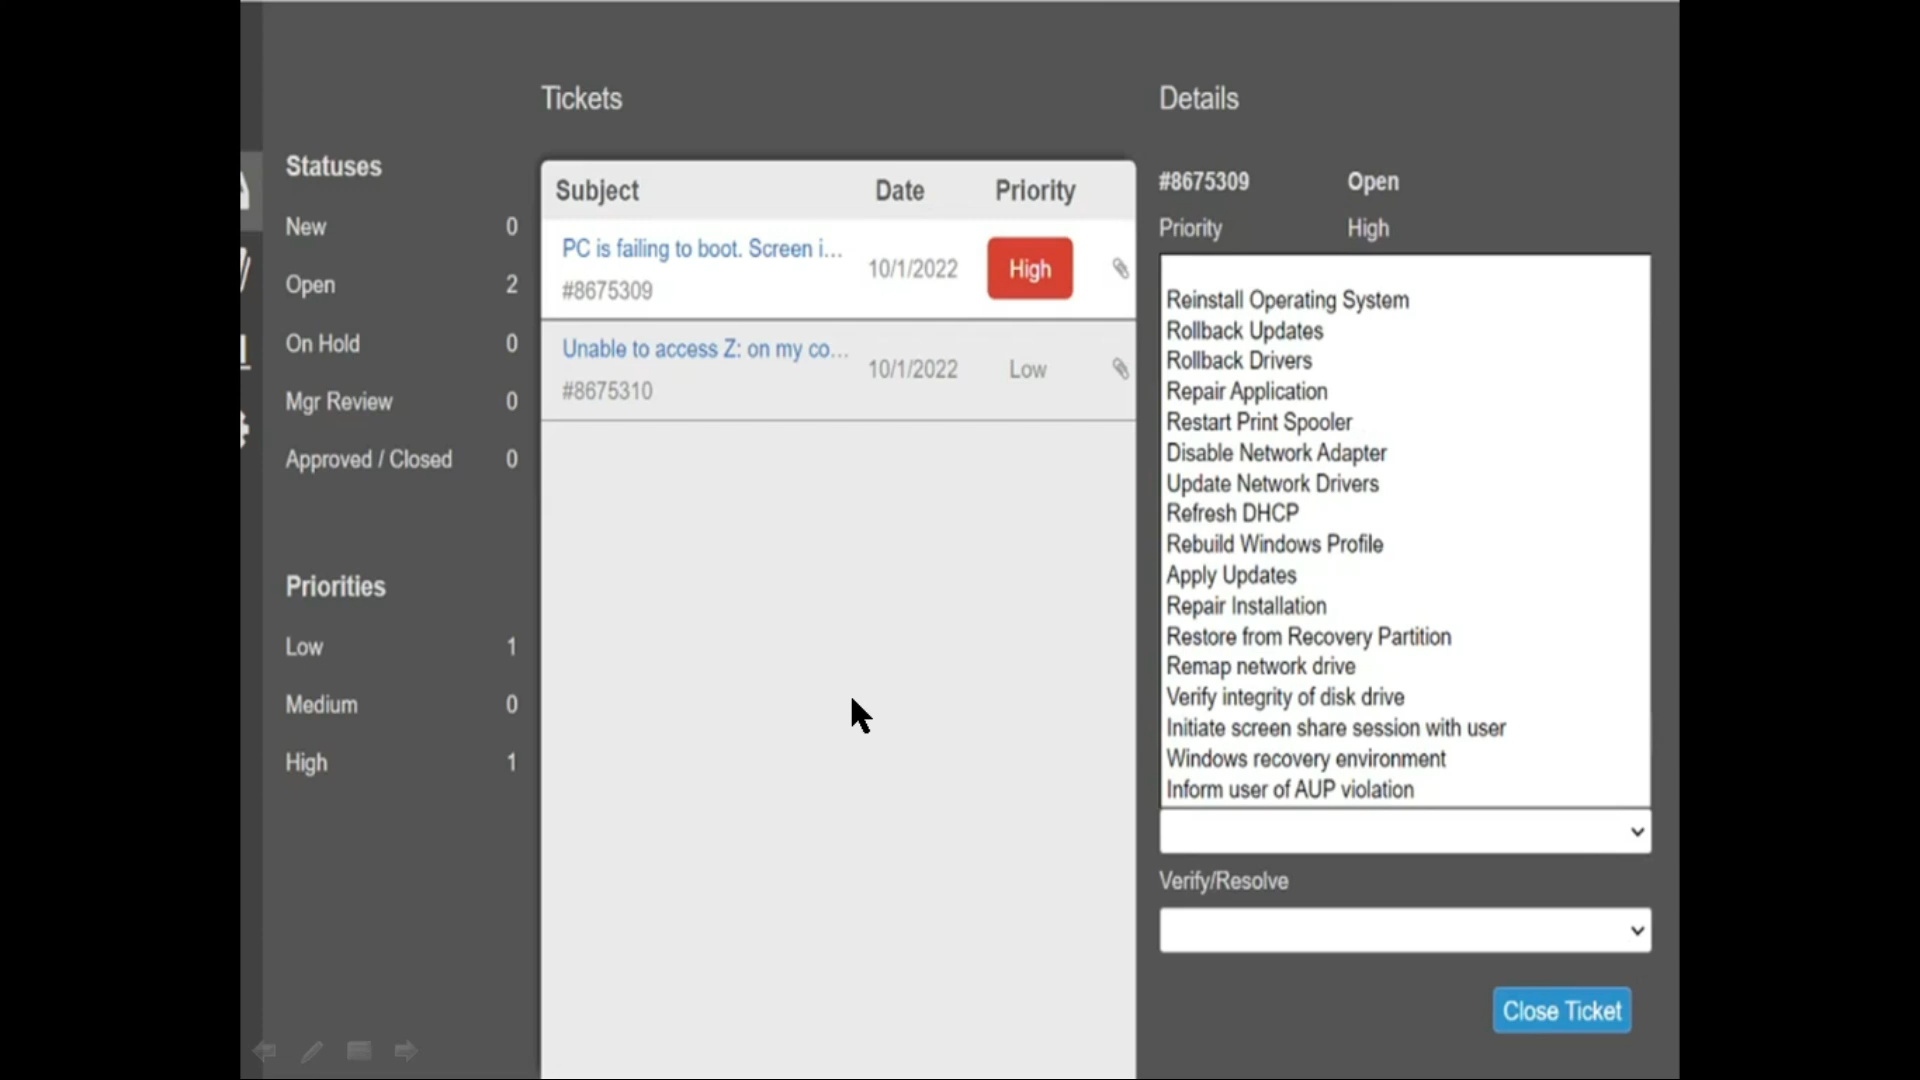 Tickets
Details
Statuses
New 0
Open 2
On Hold 0
Mgr Review 0
Approved / Closed 0
Priorities
Low 1
Medium 0
High 1
Subject Date Priority
PC is failing to boot. Screen i...
#8675309
10/1/2022
High
Unable to access Z: on my co...
#8675310
10/1/2022
Low
#8675309 Open
Priority High
Reinstall Operating System
Rollback Updates
Rollback Drivers
Repair Application
Restart Print Spooler
Disable Network Adapter
Update Network Drivers
Refresh DHCP
Rebuild Windows Profile
Apply Updates
Repair Installation
Restore from Recovery Partition
Remap network drive
Verify integrity of disk drive
Initiate screen share session with user
Windows recovery environment
Inform user of AUP violation
Verify/Resolve
Close Ticket